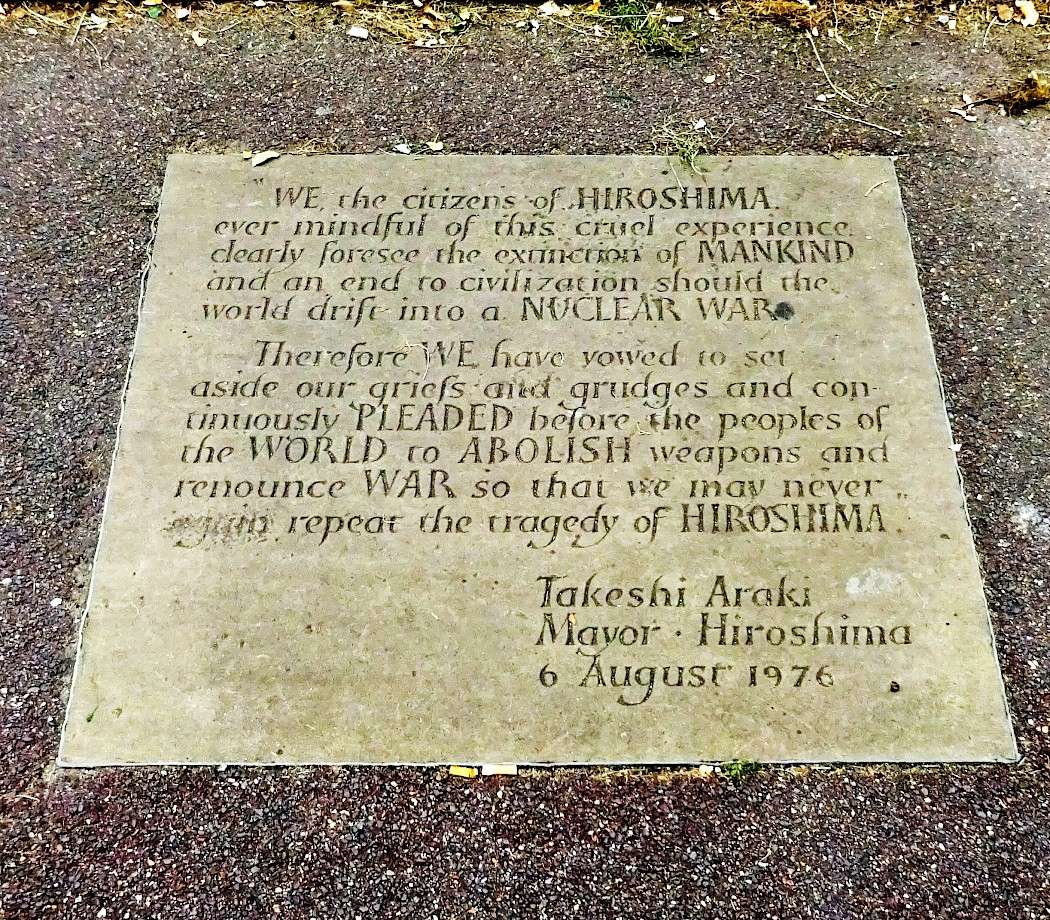 "WE, the citizens of HIROSHIMA,
ever mindful of this cruel experience,
clearly foresee the extinction of MANKIND
and an end to civilization should the
world drift into a NUCLEAR WAR.
Therefore WE have vowed to set
aside our griefs and grudges and con-
tinuously PLEADED before the peoples of
the WORLD to ABOLISH weapons and
renounce WAR so that we may never
again repeat the tragedy of HIROSHIMA."
Takeshi Araki
Mayor · Hiroshima
6 August 1976